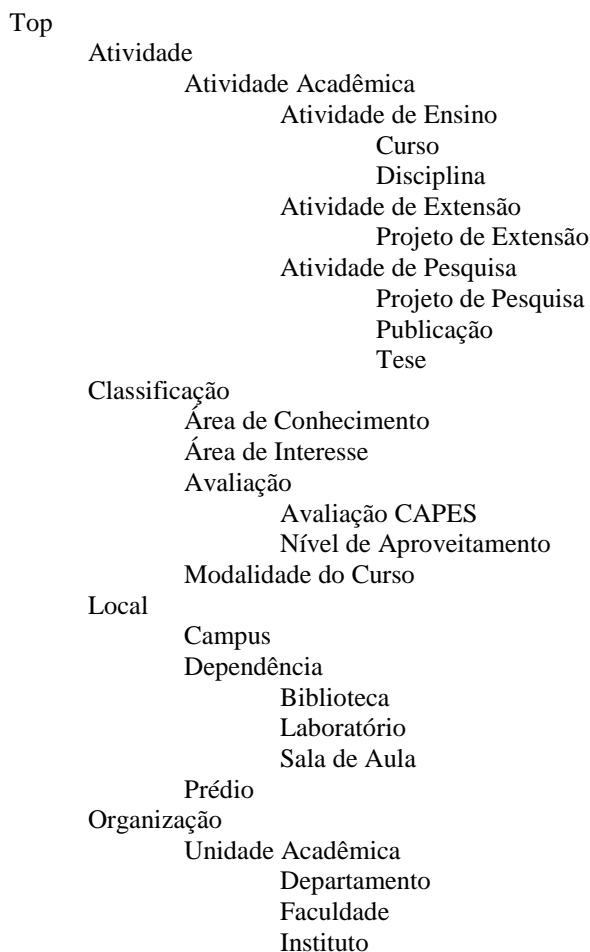 Top
Atividade
Atividade Acadêmica
Atividade de Ensino
Curso
Disciplina
Atividade de Extensão
Projeto de Extensão
Atividade de Pesquisa
Projeto de Pesquisa
Publicação
Tese
Classificação
Área de Conhecimento
Área de Interesse
Avaliação
Avaliação CAPES
Nível de Aproveitamento
Modalidade do Curso
Local
Campus
Dependência
Biblioteca
Laboratório
Sala de Aula
Prédio
Organização
Unidade Acadêmica
Departamento
Faculdade
Instituto